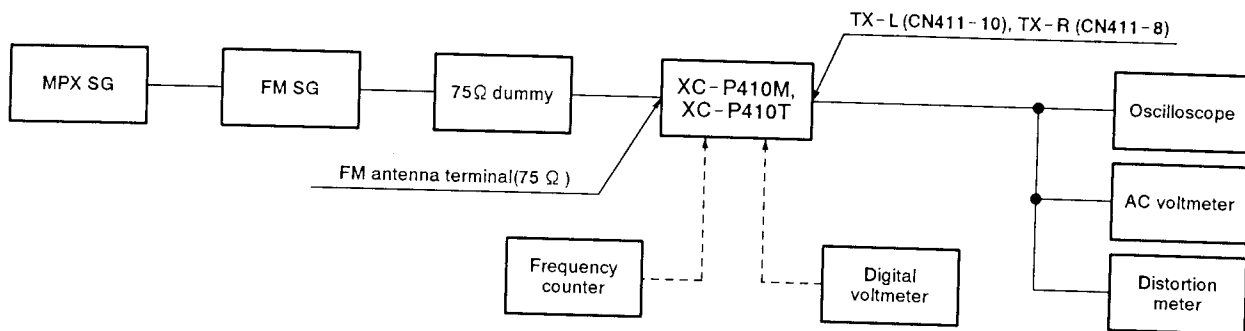 TX-L (CN411-10), TX-R (CN411-8)
MPX SG
FM SG
75Ω dummy
XC-P410M,
XC-P410T
Oscilloscope
FM antenna terminal(75 Ω)
AC voltmeter
Frequency
counter
Digital
voltmeter
Distortion
meter